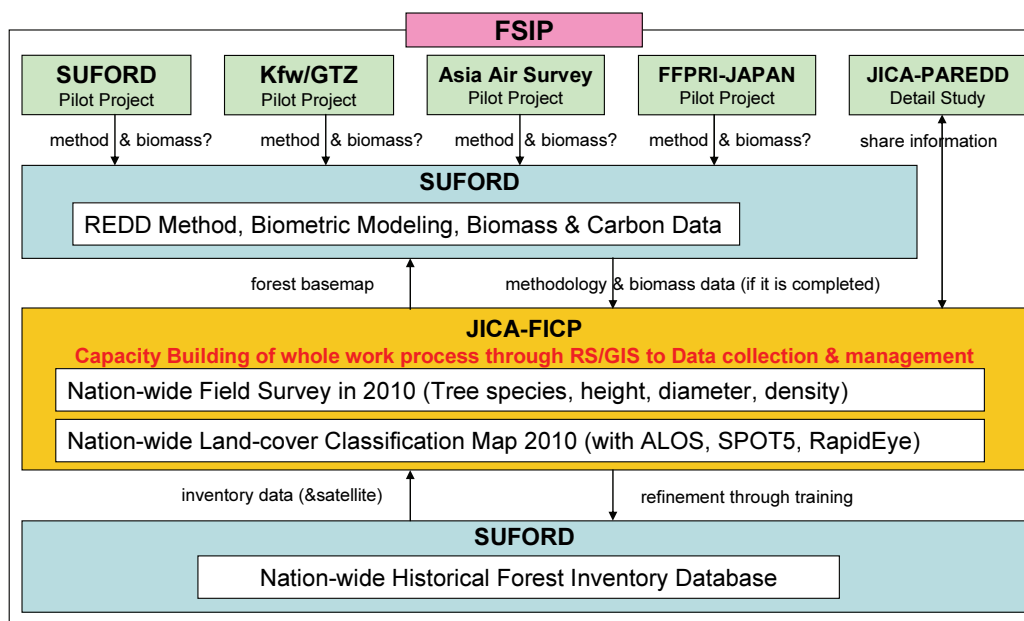 FSIP
SUFORD
Pilot Project
Kfw/GTZ
Pilot Project
Asia Air Survey
Pilot Project
FFPRI-JAPAN
Pilot Project
JICA-PAREDD
Detail Study
method & biomass?
method & biomass?
method & biomass?
method & biomass?
share information
SUFORD
REDD Method, Biometric Modeling, Biomass & Carbon Data
forest basemap
methodology & biomass data (if it is completed)
JICA-FICP
Capacity Building of whole work process through RS/GIS to Data collection & management
Nation-wide Field Survey in 2010 (Tree species, height, diameter, density)
Nation-wide Land-cover Classification Map 2010 (with ALOS, SPOT5, RapidEye)
inventory data (&satellite)
refinement through training
SUFORD
Nation-wide Historical Forest Inventory Database